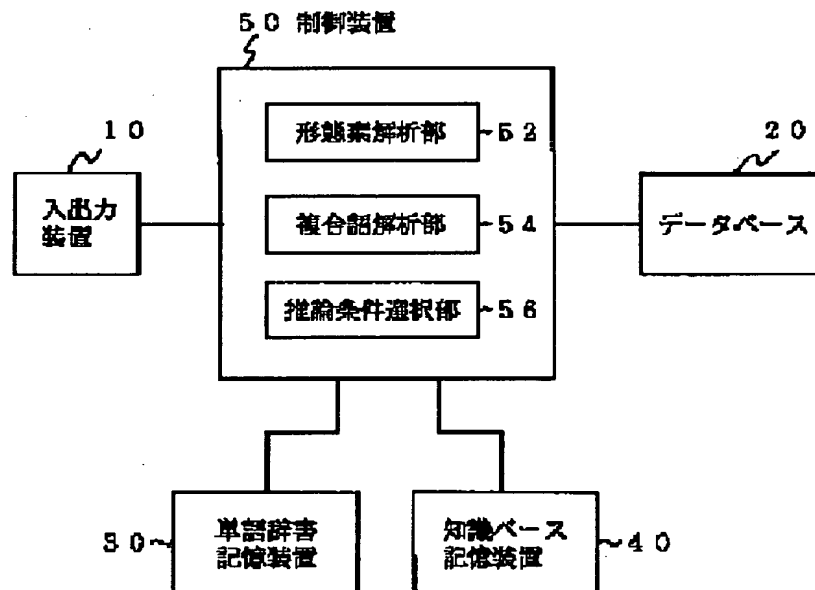 50 制御装置
10
形態素解析部
52
20
入出力
装置
複合語解析部
54
データベース
推論条件選択部
56
30
単語辞書
記憶装置
知識ベース
記憶装置
40